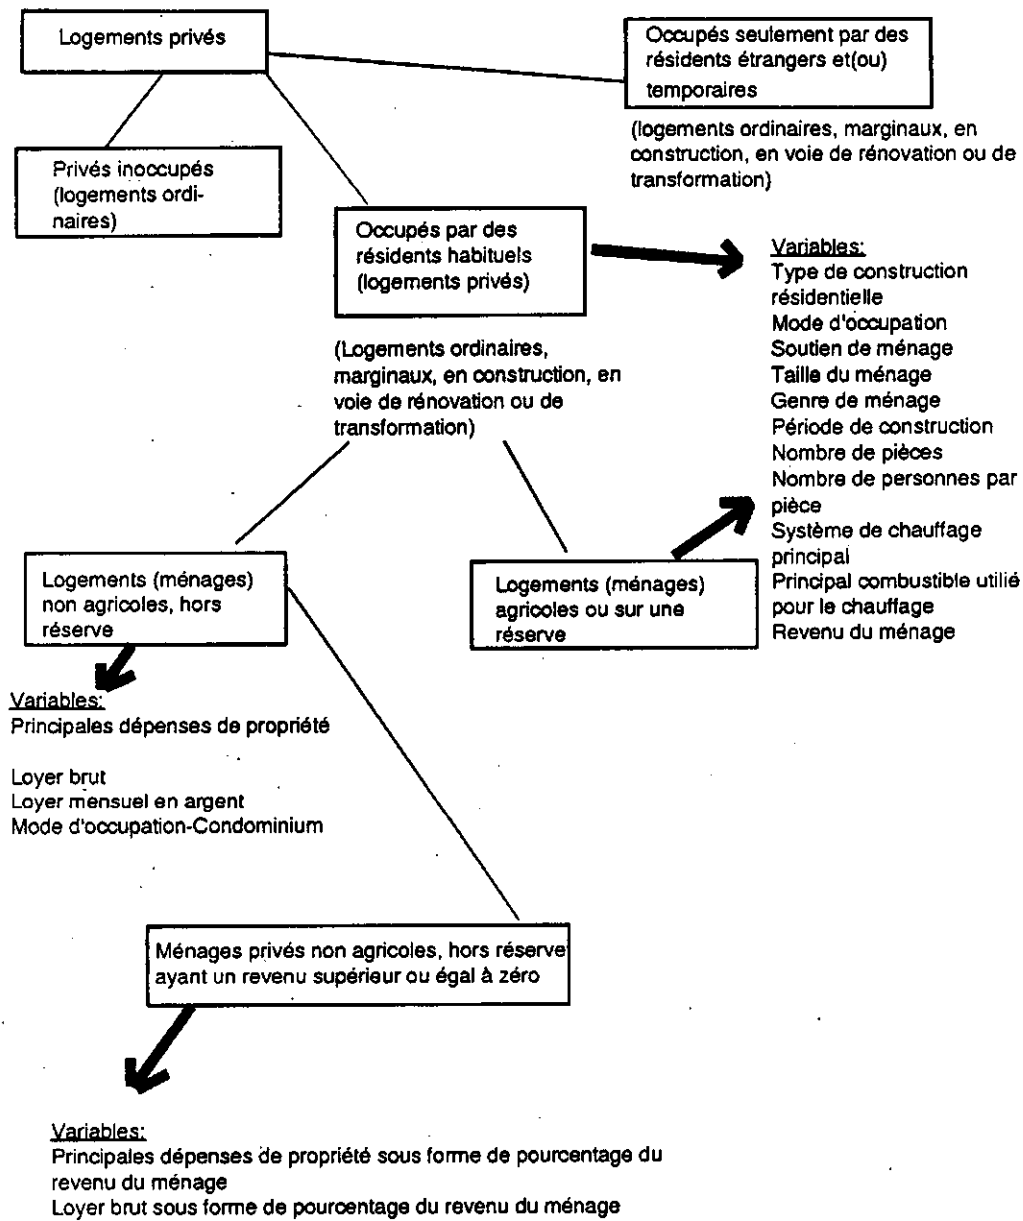 Logements privés
Occupés seulement par des
résidents étrangers et(ou)
temporaires
(logements ordinaires, marginaux, en
construction, en voie de rénovation ou de
transformation)
Privés inoccupés
(logements ordi-
naires)
Occupés par des
résidents habituels
(logements privés)
(Logements ordinaires,
marginaux, en construction, en
voie de rénovation ou de
transformation)
Variables:
Type de construction
résidentielle
Mode d'occupation
Soutien de ménage
Taille du ménage
Genre de ménage
Période de construction
Nombre de pièces
Nombre de personnes par
pièce
Système de chauffage
principal
Principal combustible utilié
pour le chauffage
Revenu du ménage
Logements (ménages)
non agricoles, hors
réserve
Logements (ménages)
agricoles ou sur une
réserve
Variables:
Principales dépenses de propriété
Loyer brut
Loyer mensuel en argent
Mode d'occupation-Condominium
Ménages privés non agricoles, hors réserve
ayant un revenu supérieur ou égal à zéro
Variables:
Principales dépenses de propriété sous forme de pourcentage du
revenu du ménage
Loyer brut sous forme de pourcentage du revenu du ménage